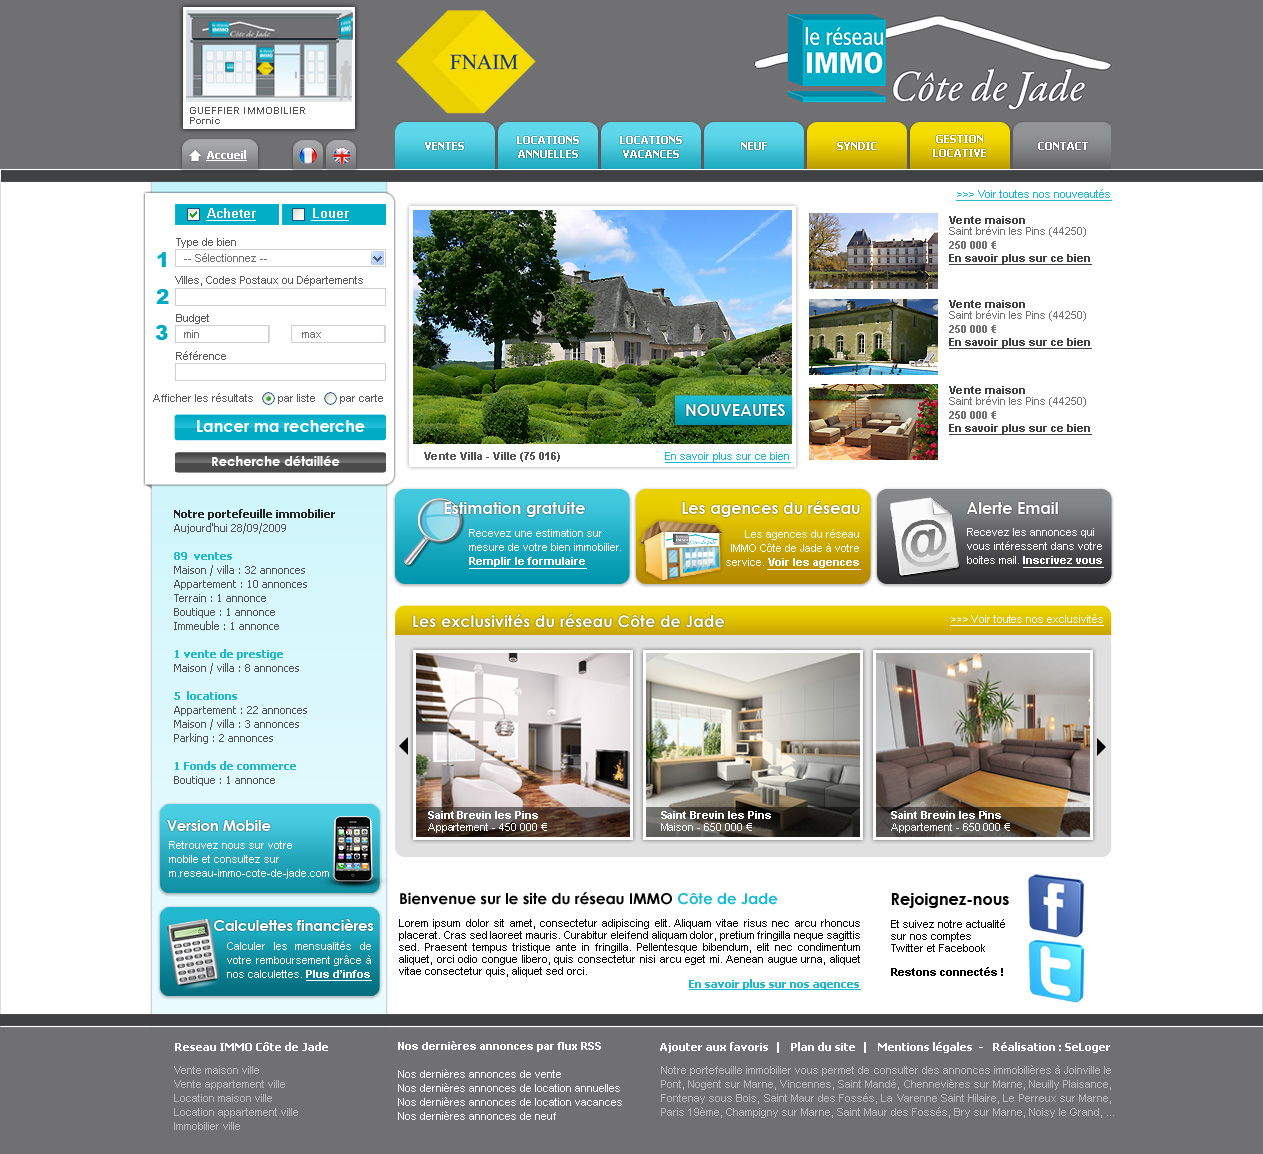 le réseau
IMMO
Côte de Jade
GUEFFIER IMMOBILIER
Pornic
FNAIM
le réseau
IMMO
Côte de Jade
Accueil
VENTES
LOCATIONS
ANNUELLES
LOCATIONS
VACANCES
NEUF
SYNDIC
GESTION
LOCATIVE
CONTACT
Acheter
Louer
Type de bien
1
-- Sélectionnez --
Villes, Codes Postaux ou Départements
2
Budget
3
min
max
Référence
Afficher les résultats par liste par carte
Lancer ma recherche
Recherche détaillée
>>> Voir toutes nos nouveautés
NOUVEAUTES
Vente Villa - Ville (75 016)
En savoir plus sur ce bien
Vente maison
Saint brévin les Pins (44250)
250 000 €
En savoir plus sur ce bien
Vente maison
Saint brévin les Pins (44250)
250 000 €
En savoir plus sur ce bien
Vente maison
Saint brévin les Pins (44250)
250 000 €
En savoir plus sur ce bien
Notre portefeuille immobilier
Aujourd'hui 28/09/2009
89 ventes
Maison / villa : 32 annonces
Appartement : 10 annonces
Terrain : 1 annonce
Boutique : 1 annonce
Immeuble : 1 annonce
1 vente de prestige
Maison / villa : 8 annonces
5 locations
Appartement : 22 annonces
Maison / villa : 3 annonces
Parking : 2 annonces
1 Fonds de commerce
Boutique : 1 annonce
Version Mobile
Retrouvez nous sur votre
mobile et consultez sur
m.reseau-immo-cote-de-jade.com
Calculettes financières
Calculer les mensualités de
votre remboursement grâce à
nos calculettes. Plus d'infos
Estimation gratuite
Recevez une estimation sur
mesure de votre bien immobilier.
Remplir le formulaire
Les agences du réseau
Les agences du réseau
IMMO Côte de Jade à votre
service. Voir les agences
Alerte Email
Recevez les annonces qui
vous intéressent dans votre
boites mail. Inscrivez vous
@
Les exclusivités du réseau Côte de Jade
>>> Voir toutes nos exclusivités
Saint Brevin les Pins
Appartement - 450 000 €
Saint Brevin les Pins
Maison - 650 000 €
Saint Brevin les Pins
Appartement - 650 000 €
Bienvenue sur le site du réseau IMMO Côte de Jade
Lorem ipsum dolor sit amet, consectetur adipiscing elit. Aliquam vitae risus nec arcu rhoncus
placerat. Cras sed laoreet mauris. Curabitur eleifend aliquam dolor, pretium fringilla neque sagittis
sed. Praesent tempus tristique ante in fringilla. Pellentesque bibendum, elit nec condimentum
aliquet, orci odio congue libero, quis consectetur nisi arcu eget mi. Aenean augue urna, aliquet
vitae consectetur quis, aliquet sed orci.
En savoir plus sur nos agences
Rejoignez-nous
Et suivez notre actualité
sur nos comptes
Twitter et Facebook
Restons connectés !
f
t
Reseau IMMO Côte de Jade
Vente maison ville
Vente appartement ville
Location maison ville
Location appartement ville
Immobilier ville
Nos dernières annonces par flux RSS
Nos dernières annonces de vente
Nos dernières annonces de location annuelles
Nos dernières annonces de location vacances
Nos dernières annonces de neuf
Ajouter aux favoris | Plan du site | Mentions légales - Réalisation : SeLoger
Notre portefeuille immobilier vous permet de consulter des annonces immobilières à Joinville le
Pont, Nogent sur Marne, Vincennes, Saint Mandé, Chennevières sur Marne, Neuilly Plaisance,
Fontenay sous Bois, Saint Maur des Fossés, La Varenne Saint Hilaire, Le Perreux sur Marne,
Paris 19ème, Champigny sur Marne, Saint Maur des Fossés, Bry sur Marne, Noisy le Grand, ...